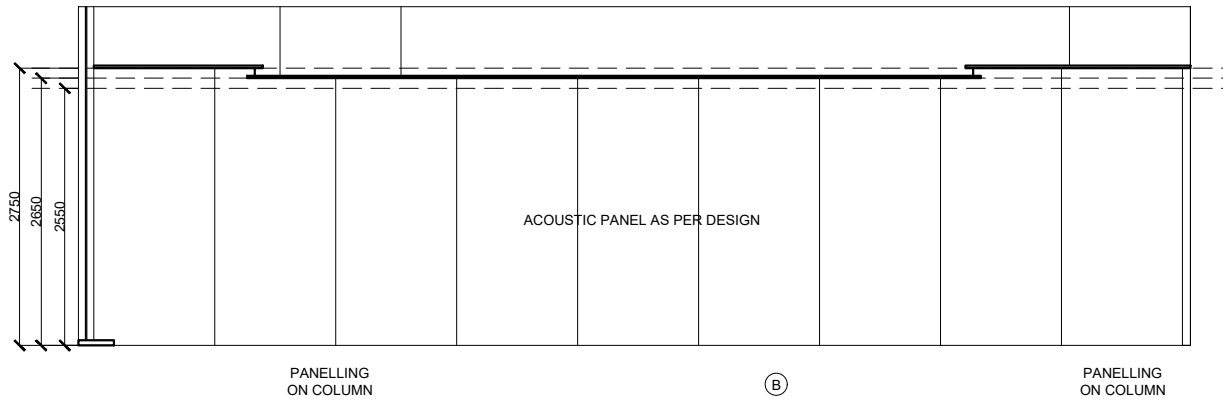 2750
2650
2550
ACOUSTIC PANEL AS PER DESIGN
PANELLING
ON COLUMN
B
PANELLING
ON COLUMN